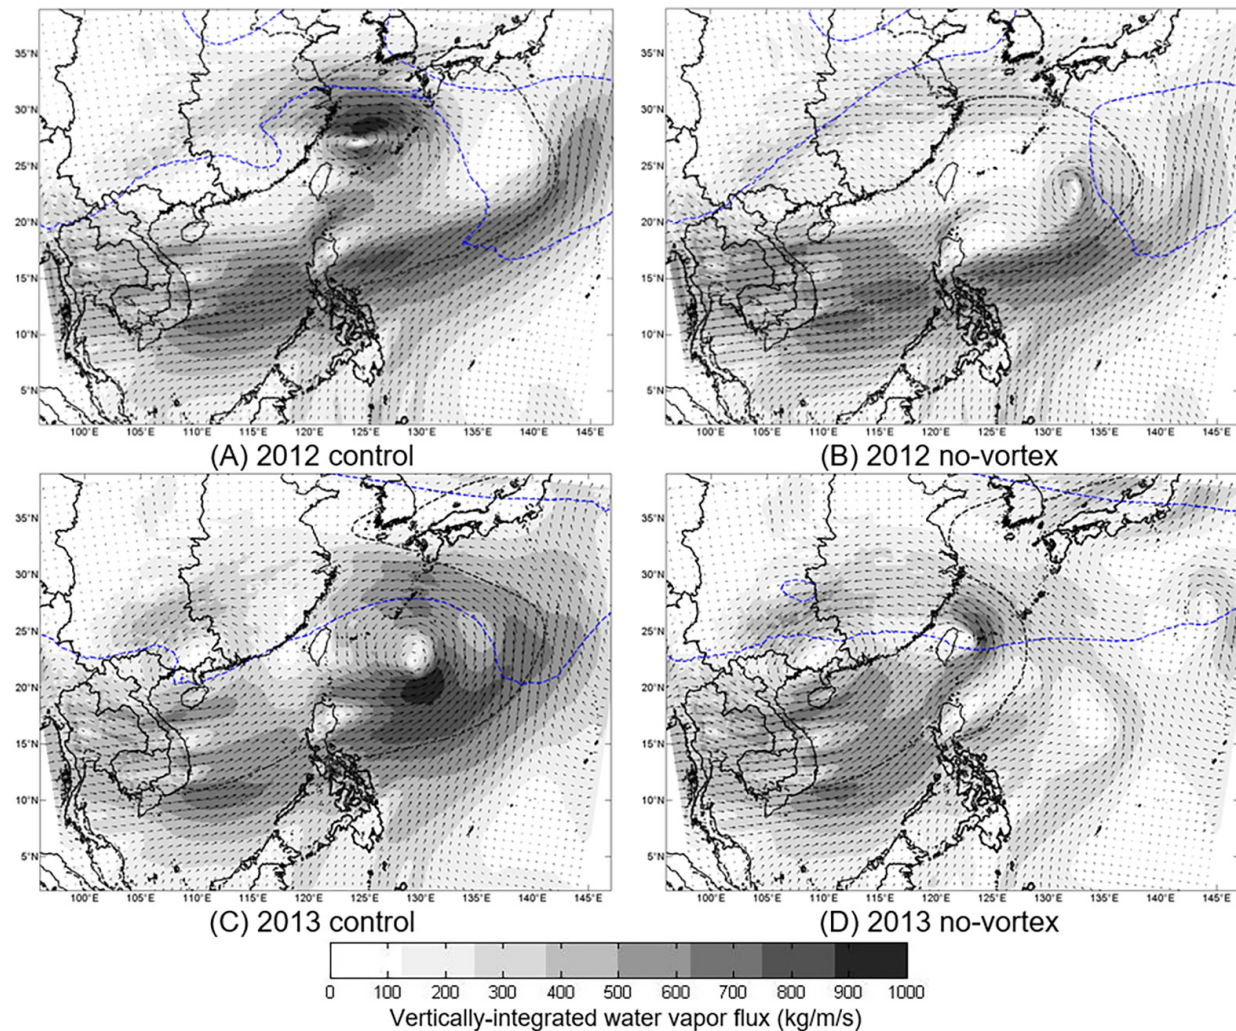 35°N 35°N
30°N 30°N
25°N 25°N
20°N 20°N
15°N 15°N
10°N 10°N
5°N 5°N
100°E 105°E 110°E 115°E 120°E 125°E 130°E 135°E 140°E 145°E 100°E 105°E 110°E 115°E 120°E 125°E 130°E 135°E 140°E 145°E
(A) 2012 control (B) 2012 no-vortex
35°N 35°N
30°N 30°N
25°N 25°N
20°N 20°N
15°N 15°N
10°N 10°N
5°N 5°N
100°E 105°E 110°E 115°E 120°E 125°E 130°E 135°E 140°E 145°E 100°E 105°E 110°E 115°E 120°E 125°E 130°E 135°E 140°E 145°E
(C) 2013 control (D) 2013 no-vortex
0 100 200 300 400 500 600 700 800 900 1000
Vertically-integrated water vapor flux (kg/m/s)